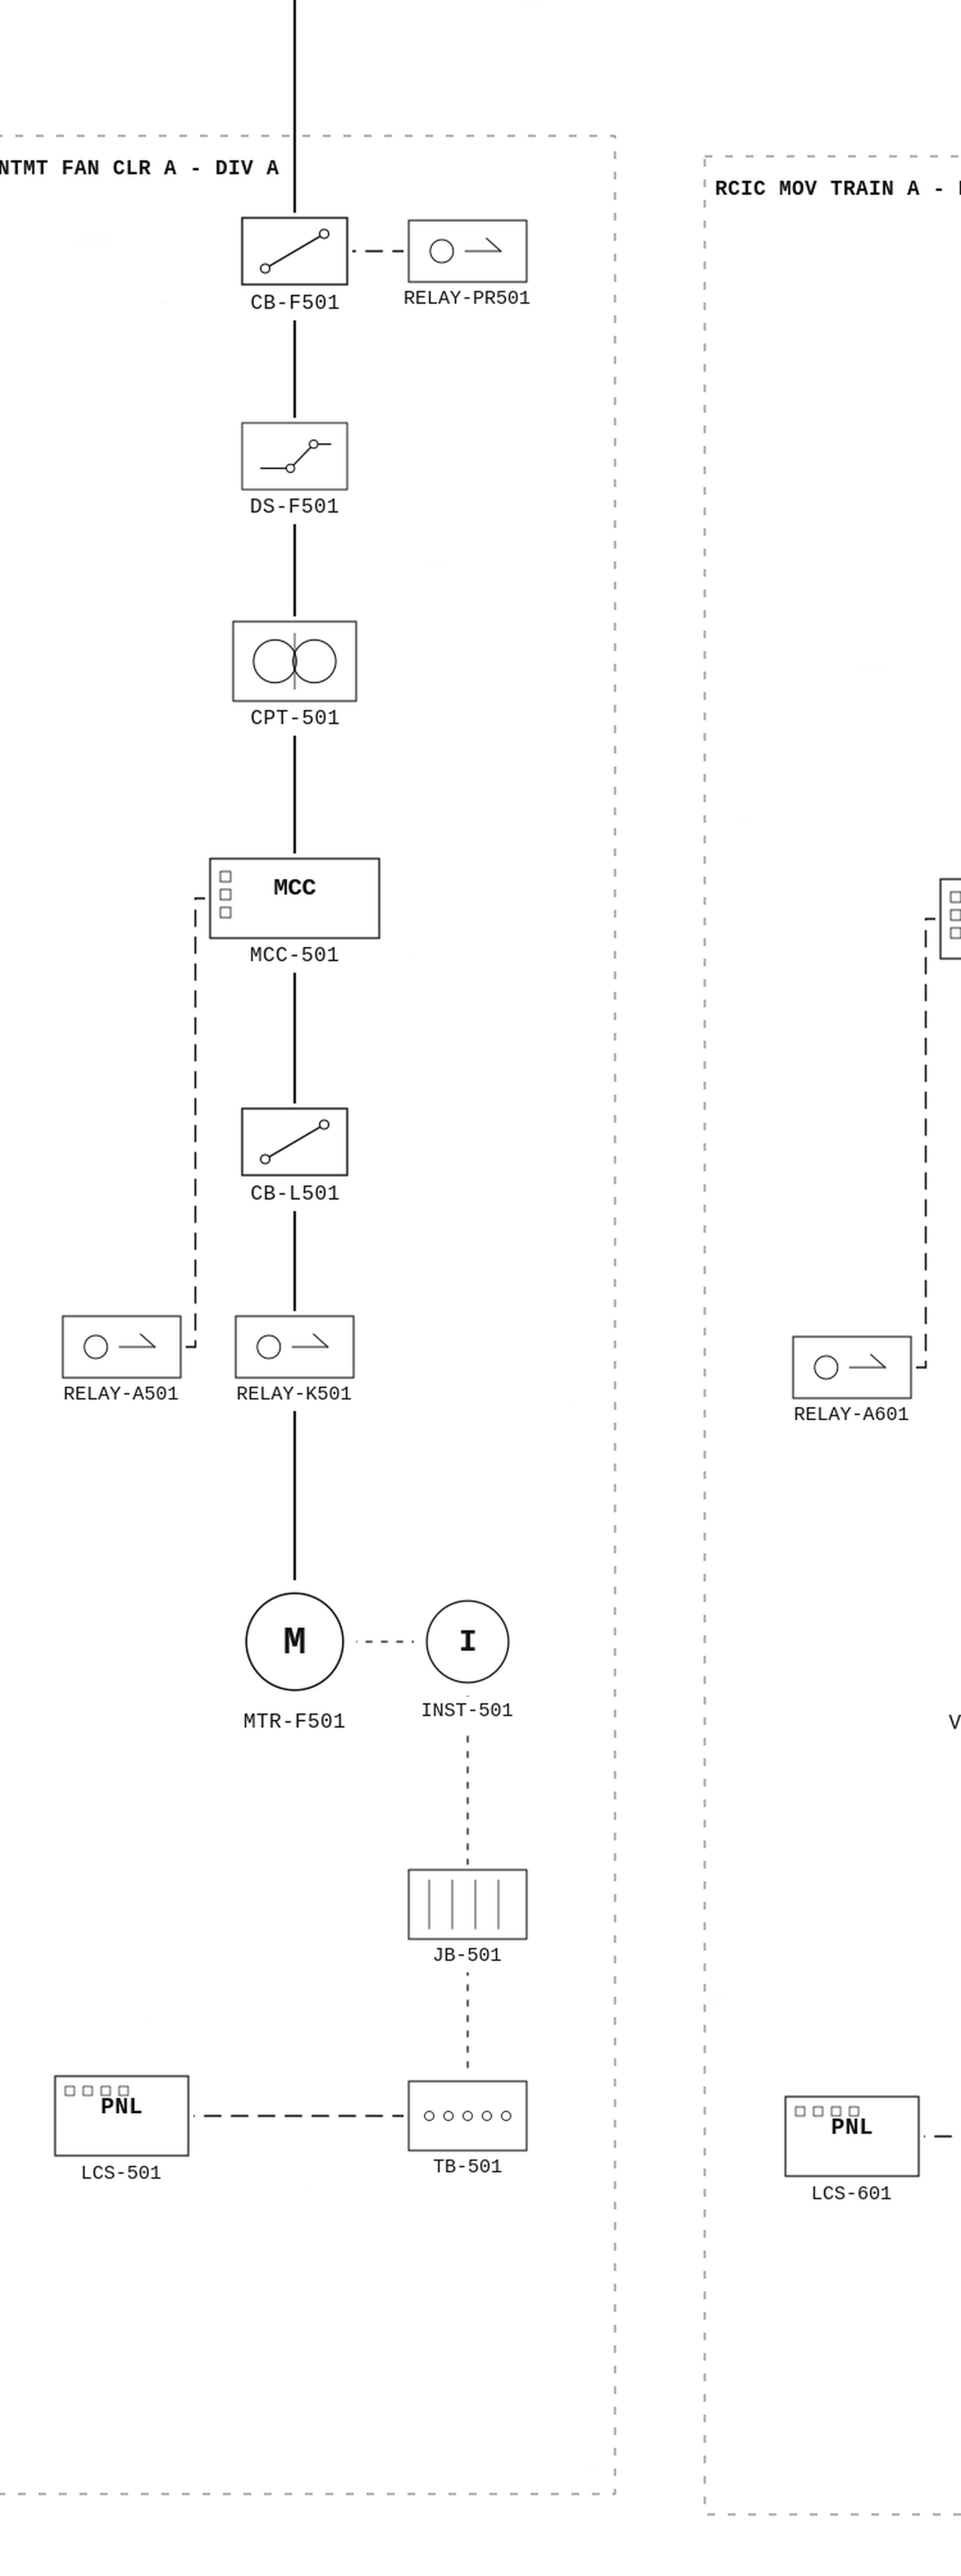 NTMT FAN CLR A - DIV A
RCIC MOV TRAIN A -
CB-F501
RELAY-PR501
DS-F501
CPT-501
MCC
MCC-501
CB-L501
RELAY-A501
RELAY-K501
RELAY-A601
M
I
MTR-F501
INST-501
V
JB-501
PNL
LCS-501
TB-501
PNL
LCS-601